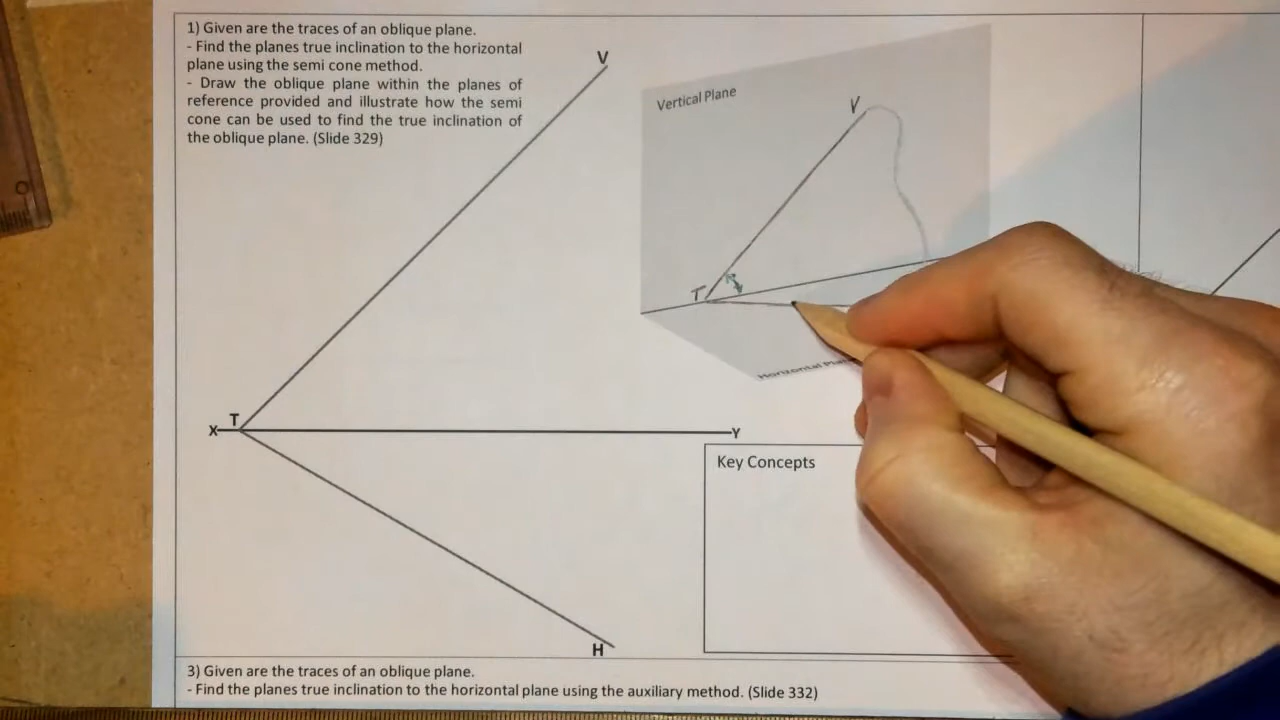 1) Given are the traces of an oblique plane.
- Find the planes true inclination to the horizontal
plane using the semi cone method.
- Draw the oblique plane within the planes of
reference provided and illustrate how the semi
cone can be used to find the true inclination of
the oblique plane. (Slide 329)
V
Vertical Plane
V
T
Horizontal
T
X
Y
Key Concepts
H
3) Given are the traces of an oblique plane.
- Find the planes true inclination to the horizontal plane using the auxiliary method. (Slide 332)